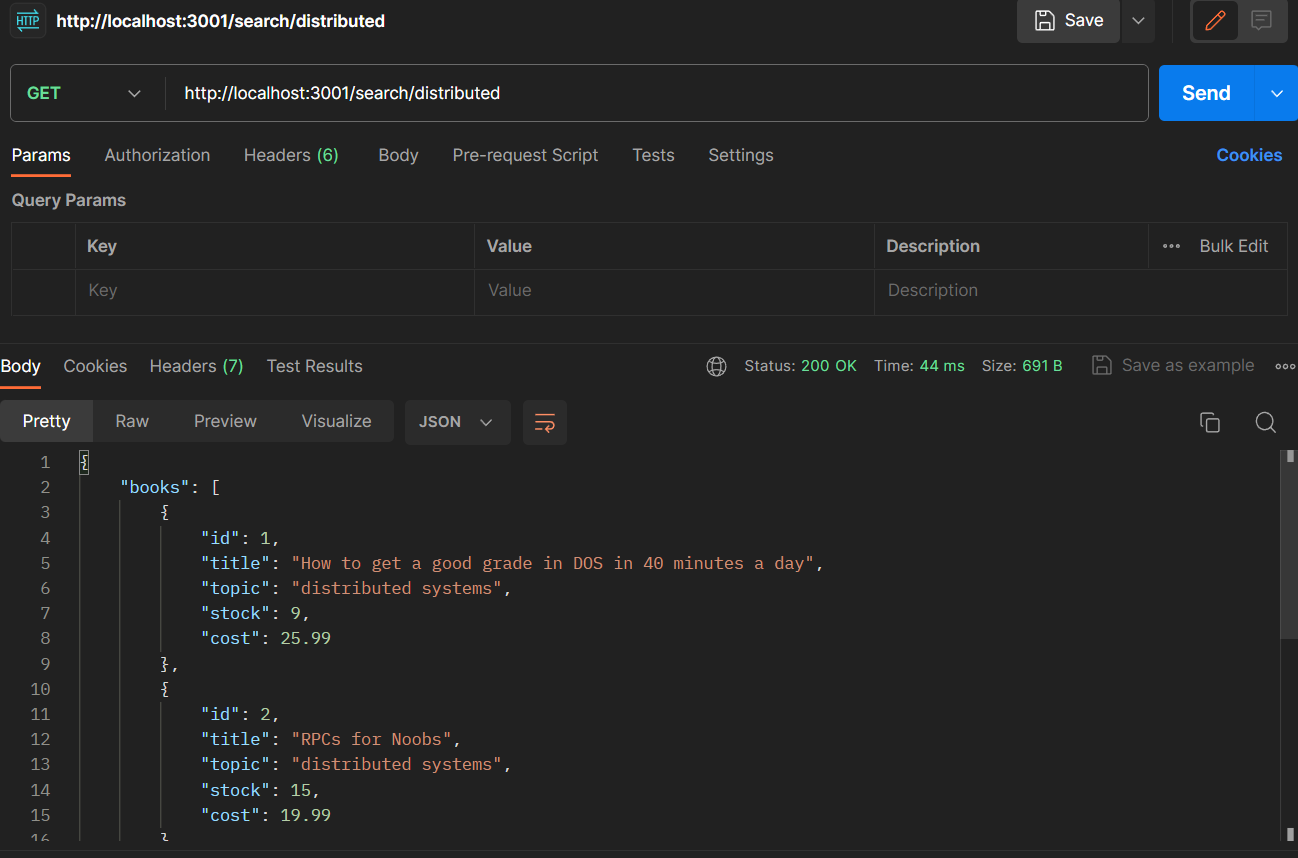 HTTP http://localhost:3001/search/distributed Save
GET http://localhost:3001/search/distributed Send
Params Authorization Headers (6) Body Pre-request Script Tests Settings Cookies
Query Params
Key Value Description ••• Bulk Edit
Key Value Description
Body Cookies Headers (7) Test Results Status: 200 OK Time: 44 ms Size: 691 B Save as example
Pretty Raw Preview Visualize JSON
1 {
2 "books": [
3 {
4 "id": 1,
5 "title": "How to get a good grade in DOS in 40 minutes a day",
6 "topic": "distributed systems",
7 "stock": 9,
8 "cost": 25.99
9 },
10 {
11 "id": 2,
12 "title": "RPCs for Noobs",
13 "topic": "distributed systems",
14 "stock": 15,
15 "cost": 19.99
16 }